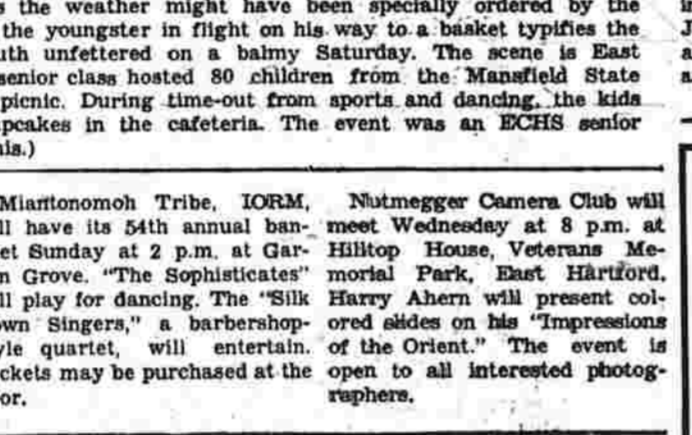 s the weather might have been specially ordered by the
the youngster in flight on his way to a basket typifies the
uth unfettered on a balmy Saturday. The scene is East
senior class hosted 80 children from the Mansfield State
picnic. During time-out from sports and dancing, the kids
pcakes in the cafeteria. The event was an ECHS senior
his.)
Miantonomoh Tribe, IORM,
ll have its 54th annual ban-
et Sunday at 2 p.m. at Gar-
n Grove. "The Sophisticates"
ll play for dancing. The "Silk
own Singers," a barbershop-
yle quartet, will entertain.
ckets may be purchased at the
or.
Nutmegger Camera Club will
meet Wednesday at 8 p.m. at
Hilltop House, Veterans Me-
morial Park, East Hartford.
Harry Ahern will present col-
ored slides on his "Impressions
of the Orient." The event is
open to all interested photog-
raphers.